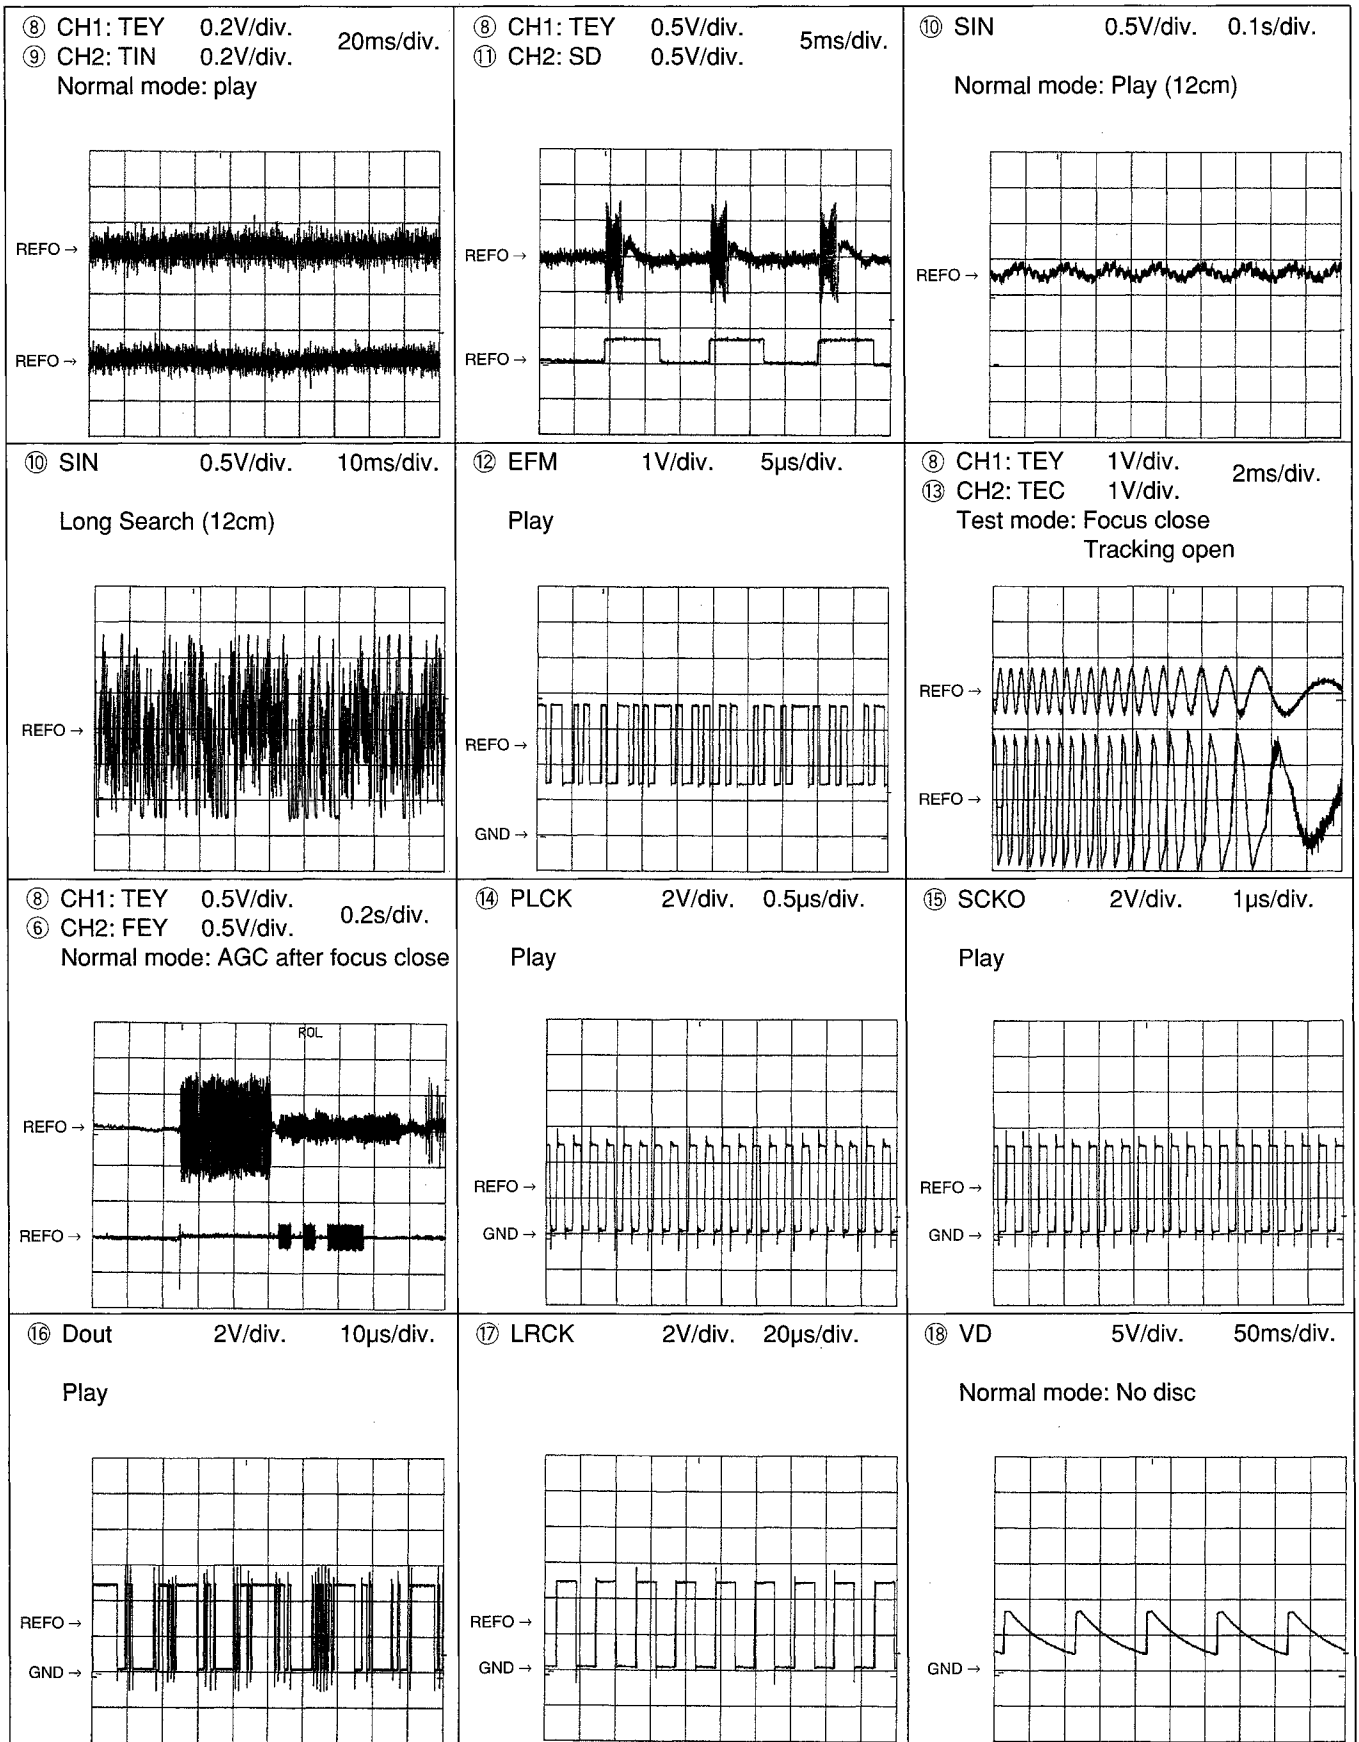 ⑧ CH1: TEY 0.2V/div. 20ms/div.
⑨ CH2: TIN 0.2V/div.
Normal mode: play
REFO →
REFO →
⑧ CH1: TEY 0.5V/div. 5ms/div.
⑪ CH2: SD 0.5V/div.
REFO →
REFO →
⑩ SIN 0.5V/div. 0.1s/div.
Normal mode: Play (12cm)
REFO →
⑩ SIN 0.5V/div. 10ms/div.
Long Search (12cm)
REFO →
⑫ EFM 1V/div. 5µs/div.
Play
REFO →
GND →
⑧ CH1: TEY 1V/div. 2ms/div.
⑬ CH2: TEC 1V/div.
Test mode: Focus close
Tracking open
REFO →
REFO →
⑧ CH1: TEY 0.5V/div. 0.2s/div.
⑥ CH2: FEY 0.5V/div.
Normal mode: AGC after focus close
ROL
REFO →
REFO →
⑭ PLCK 2V/div. 0.5µs/div.
Play
REFO →
GND →
⑮ SCKO 2V/div. 1µs/div.
Play
REFO →
GND →
⑯ Dout 2V/div. 10µs/div.
Play
REFO →
GND →
⑰ LRCK 2V/div. 20µs/div.
REFO →
GND →
⑱ VD 5V/div. 50ms/div.
Normal mode: No disc
GND →